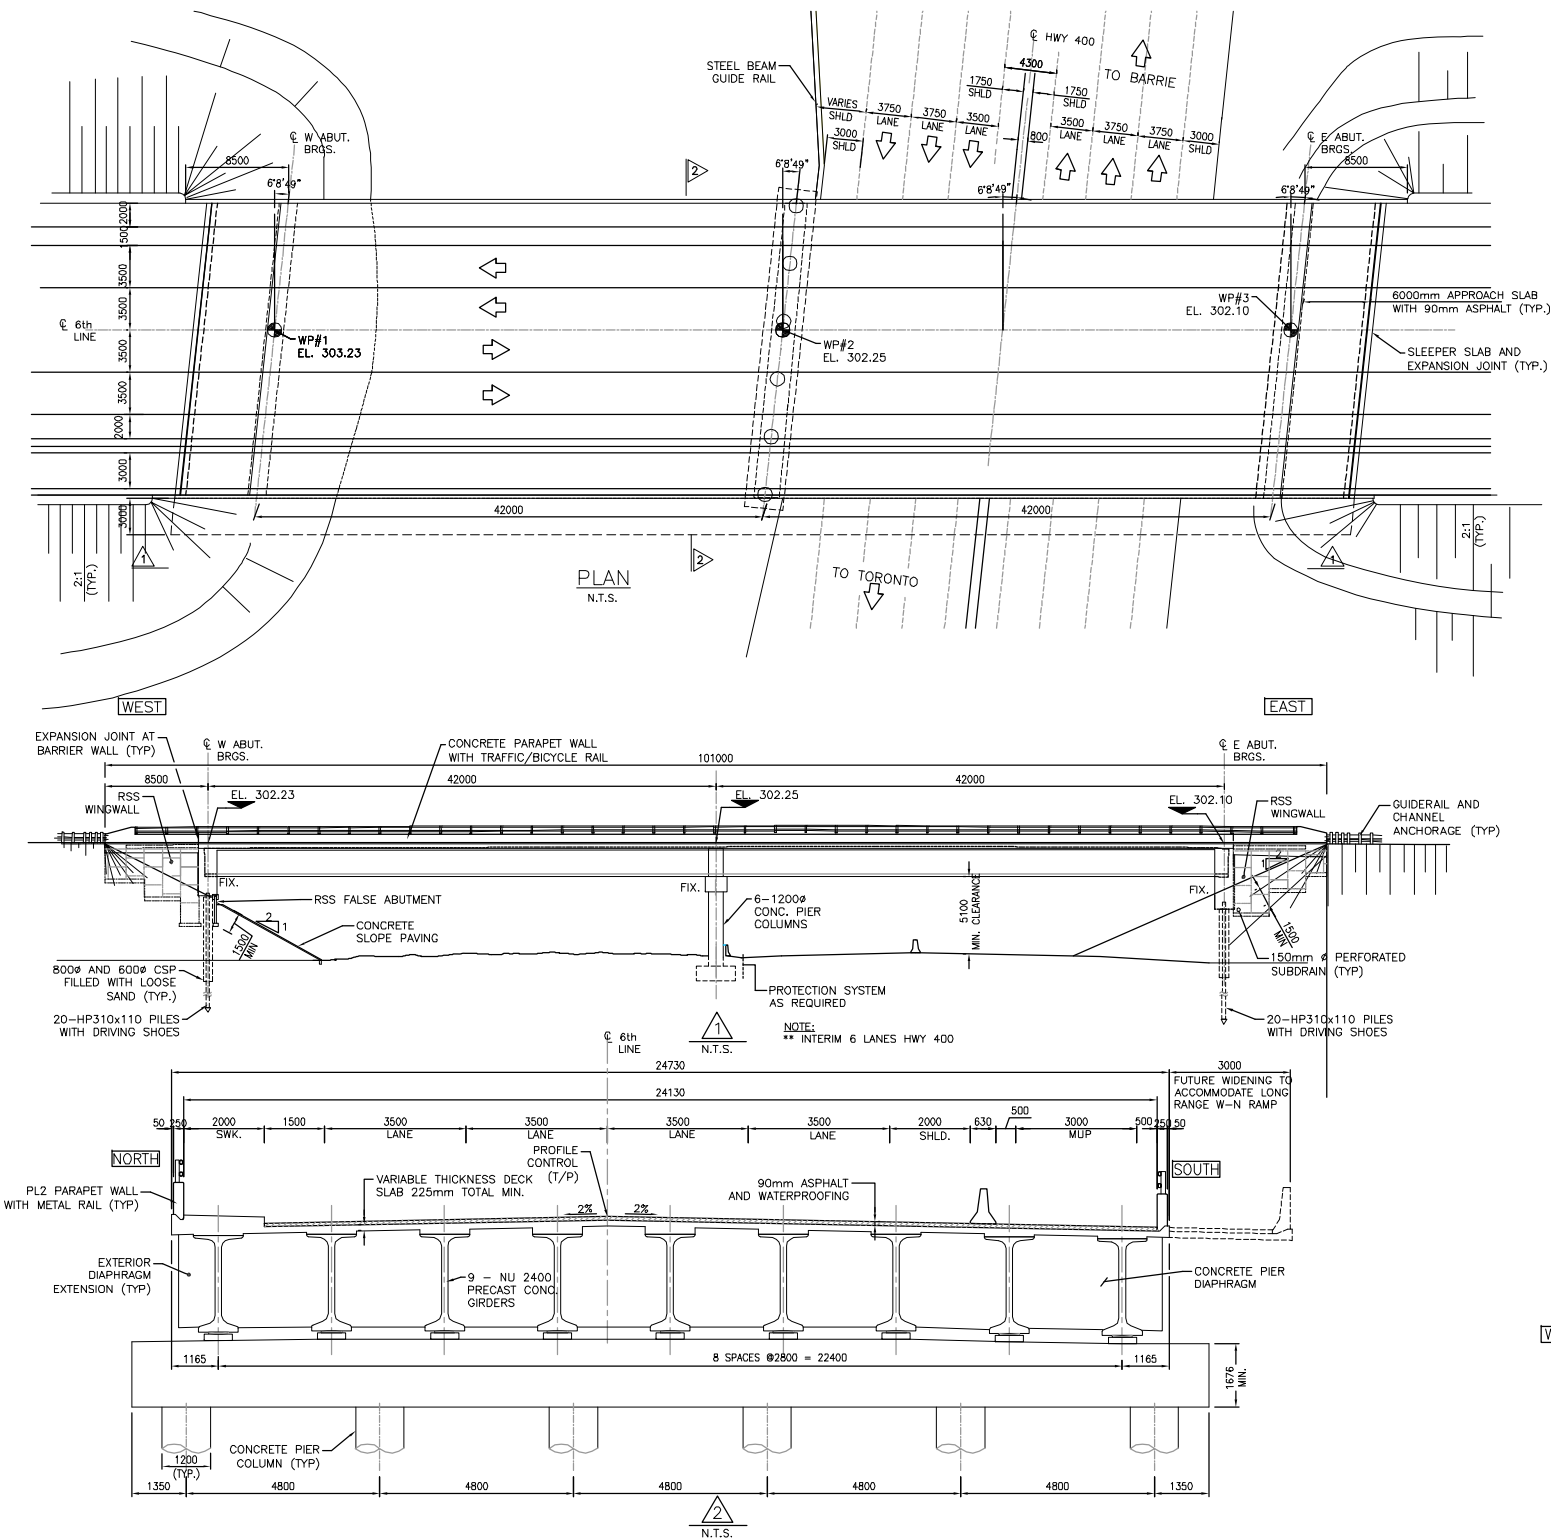 ℄ HWY 400
4300
TO BARRIE
STEEL BEAM
GUIDE RAIL
1750
SHLD
1750
SHLD
VARIES
SHLD
3000
SHLD
3750
LANE
3750
LANE
3500
LANE
800
3500
LANE
3750
LANE
3750
LANE
3000
SHLD
℄ W ABUT.
BRGS.
8500
6°8'49"
2
6°8'49"
6°8'49"
℄ E ABUT.
BRGS.
8500
6°8'49"
2000
1500
3500
3500
3500
3500
2000
3000
3000
℄ 6th
LINE
WP#1
EL. 303.23
WP#2
EL. 302.25
WP#3
EL. 302.10
6000mm APPROACH SLAB
WITH 90mm ASPHALT (TYP.)
SLEEPER SLAB AND
EXPANSION JOINT (TYP.)
42000
42000
1
2:1
(TYP.)
2
1
2:1
(TYP.)
TO TORONTO
PLAN
N.T.S.
WEST
EAST
EXPANSION JOINT AT
BARRIER WALL (TYP)
℄ W ABUT.
BRGS.
CONCRETE PARAPET WALL
WITH TRAFFIC/BICYCLE RAIL
101000
℄ E ABUT.
BRGS.
8500
42000
42000
RSS
WINGWALL
EL. 302.23
EL. 302.25
EL. 302.10
RSS
WINGWALL
GUIDERAIL AND
CHANNEL
ANCHORAGE (TYP)
2
1
FIX.
FIX.
FIX.
RSS FALSE ABUTMENT
6-1200ø
CONC. PIER
COLUMNS
5100
MIN. CLEARANCE
2
1
1500
MIN
CONCRETE
SLOPE PAVING
1500
MIN
800ø AND 600ø CSP
FILLED WITH LOOSE
SAND (TYP.)
150mm ø PERFORATED
SUBDRAIN (TYP)
PROTECTION SYSTEM
AS REQUIRED
20-HP310x110 PILES
WITH DRIVING SHOES
20-HP310x110 PILES
WITH DRIVING SHOES
1
N.T.S.
NOTE:
** INTERIM 6 LANES HWY 400
℄ 6th
LINE
24730
3000
FUTURE WIDENING TO
ACCOMMODATE LONG
RANGE W-N RAMP
24130
50
250
2000
SWK.
1500
3500
LANE
3500
LANE
3500
LANE
3500
LANE
2000
SHLD.
630
500
3000
MUP
500
250
50
NORTH
SOUTH
PROFILE
CONTROL
(T/P)
VARIABLE THICKNESS DECK
SLAB 225mm TOTAL MIN.
90mm ASPHALT
AND WATERPROOFING
PL2 PARAPET WALL
WITH METAL RAIL (TYP)
2%
2%
EXTERIOR
DIAPHRAGM
EXTENSION (TYP)
9 - NU 2400
PRECAST CONC.
GIRDERS
CONCRETE PIER
DIAPHRAGM
1165
8 SPACES @2800 = 22400
1165
1676
MIN.
CONCRETE PIER
COLUMN (TYP)
1200
(TYP.)
1350
4800
4800
4800
4800
4800
1350
2
N.T.S.